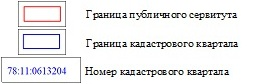 Граница публичного сервитута
Граница кадастрового квартала
78:11:0613204 Номер кадастрового квартала